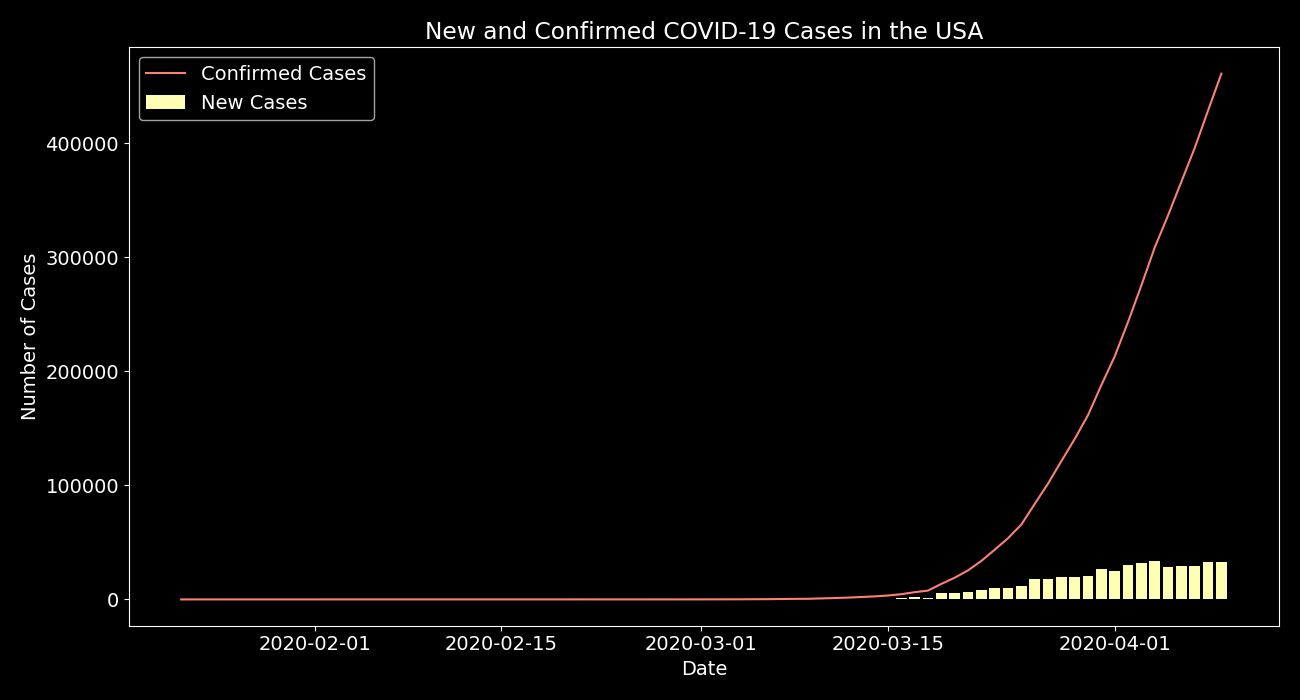 New and Confirmed COVID-19 Cases in the USA
Confirmed Cases
New Cases
Number of Cases
400000
300000
200000
100000
0
2020-02-01
2020-02-15
2020-03-01
2020-03-15
2020-04-01
Date